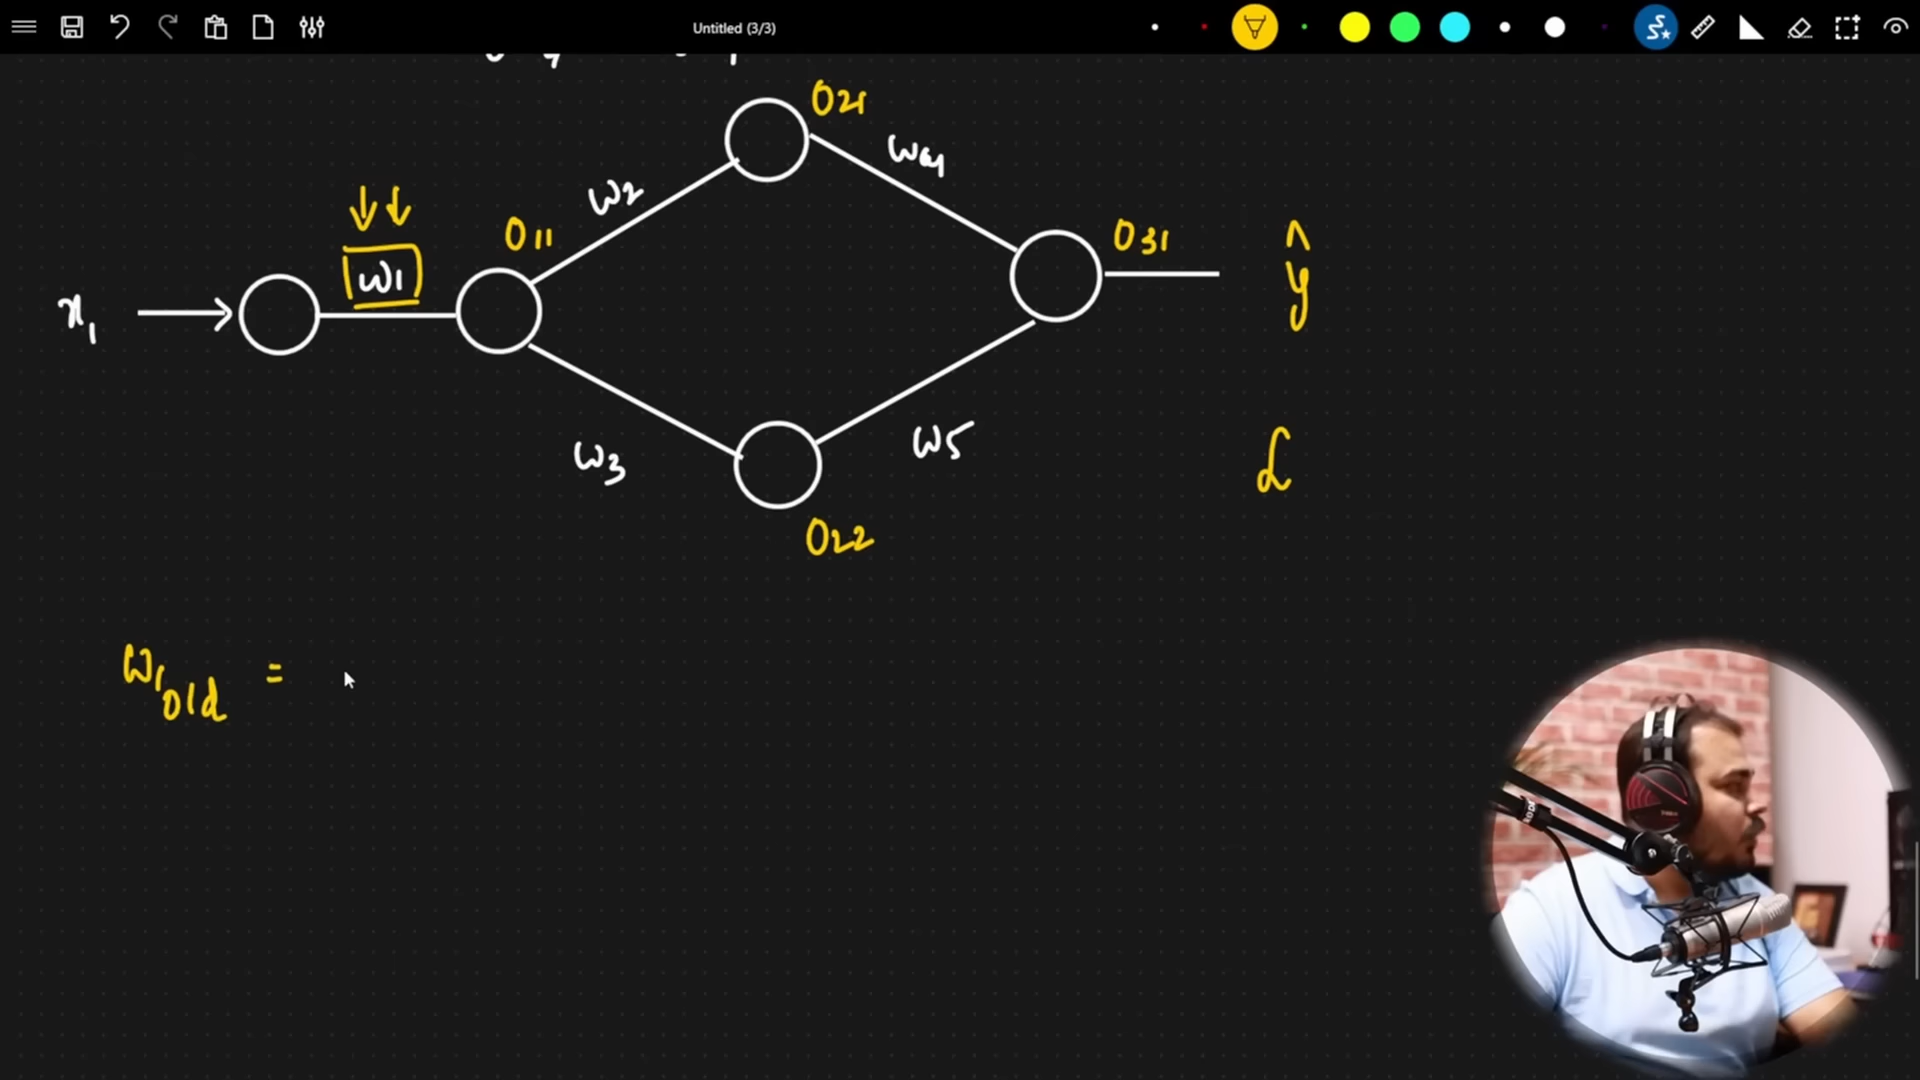 Untitled (3/3)
O21
W4
W2
O11
O31
ŷ
W1
x1
W3
W5
L
O22
W1old =